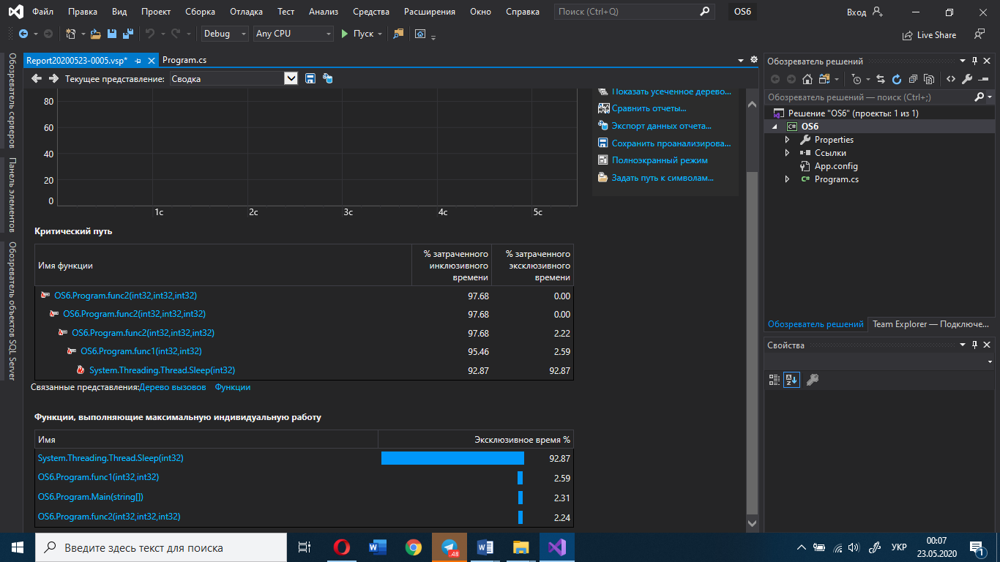 Файл Правка Вид Проект Сборка Отладка Тест Анализ Средства Расширения Окно Справка Поиск (Ctrl+Q) OS6 Вход
Debug Any CPU Пуск Live Share
Report20200523-0005.vsp* Program.cs
Текущее представление: Сводка
Обозреватель серверов
Панель элементов
Обозреватель объектов SQL Server
80
60
40
20
0
1с 2с 3с 4с 5с
Показать усеченное дерево...
Сравнить отчеты...
Экспорт данных отчета...
Сохранить проанализирова...
Полноэкранный режим
Задать путь к символам...
Критический путь
Имя функции
% затраченного инклюзивного времени
% затраченного эксклюзивного времени
OS6.Program.func2(int32,int32,int32) 97.68 0.00
OS6.Program.func2(int32,int32,int32) 97.68 0.00
OS6.Program.func2(int32,int32,int32) 97.68 2.22
OS6.Program.func1(int32,int32) 95.46 2.59
System.Threading.Thread.Sleep(int32) 92.87 92.87
Связанные представления:Дерево вызовов Функции
Функции, выполняющие максимальную индивидуальную работу
Имя Эксклюзивное время %
System.Threading.Thread.Sleep(int32) 92.87
OS6.Program.func1(int32,int32) 2.59
OS6.Program.Main(string[]) 2.31
OS6.Program.func2(int32,int32,int32) 2.24
Обозреватель решений
Обозреватель решений — поиск (Ctrl+;)
Решение "OS6" (проекты: 1 из 1)
OS6
Properties
Ссылки
App.config
Program.cs
Обозреватель решений Team Explorer — Подключе...
Свойства
Введите здесь текст для поиска
48
УКР
00:07
23.05.2020
1